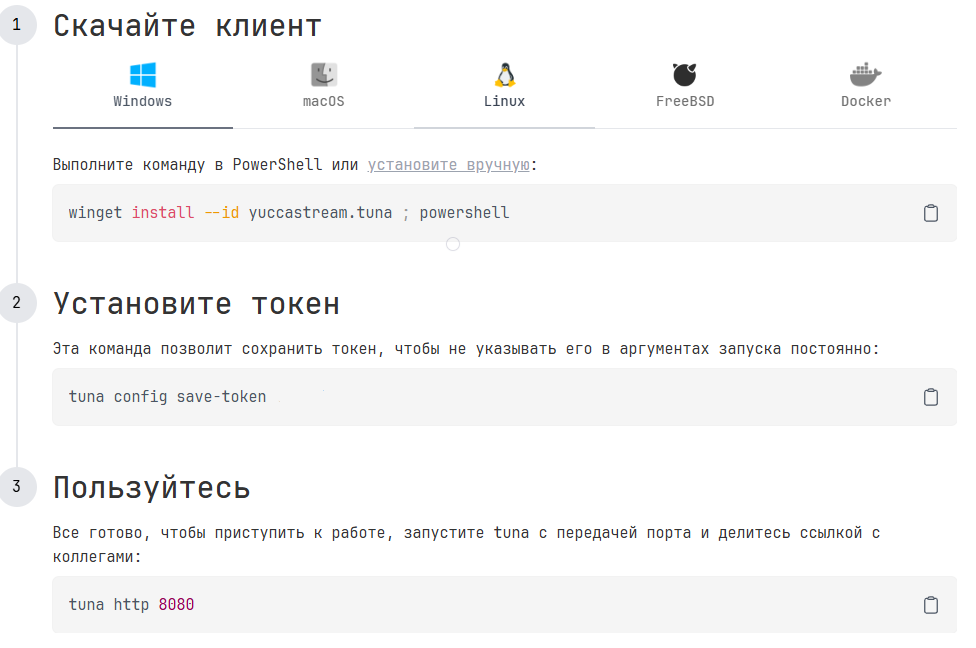 1
Скачайте клиент
Windows macOS Linux FreeBSD Docker
Выполните команду в PowerShell или установите вручную:
winget install --id yuccastream.tuna ; powershell
2
Установите токен
Эта команда позволит сохранить токен, чтобы не указывать его в аргументах запуска постоянно:
tuna config save-token
3
Пользуйтесь
Все готово, чтобы приступить к работе, запустите tuna с передачей порта и делитесь ссылкой с
коллегами:
tuna http 8080